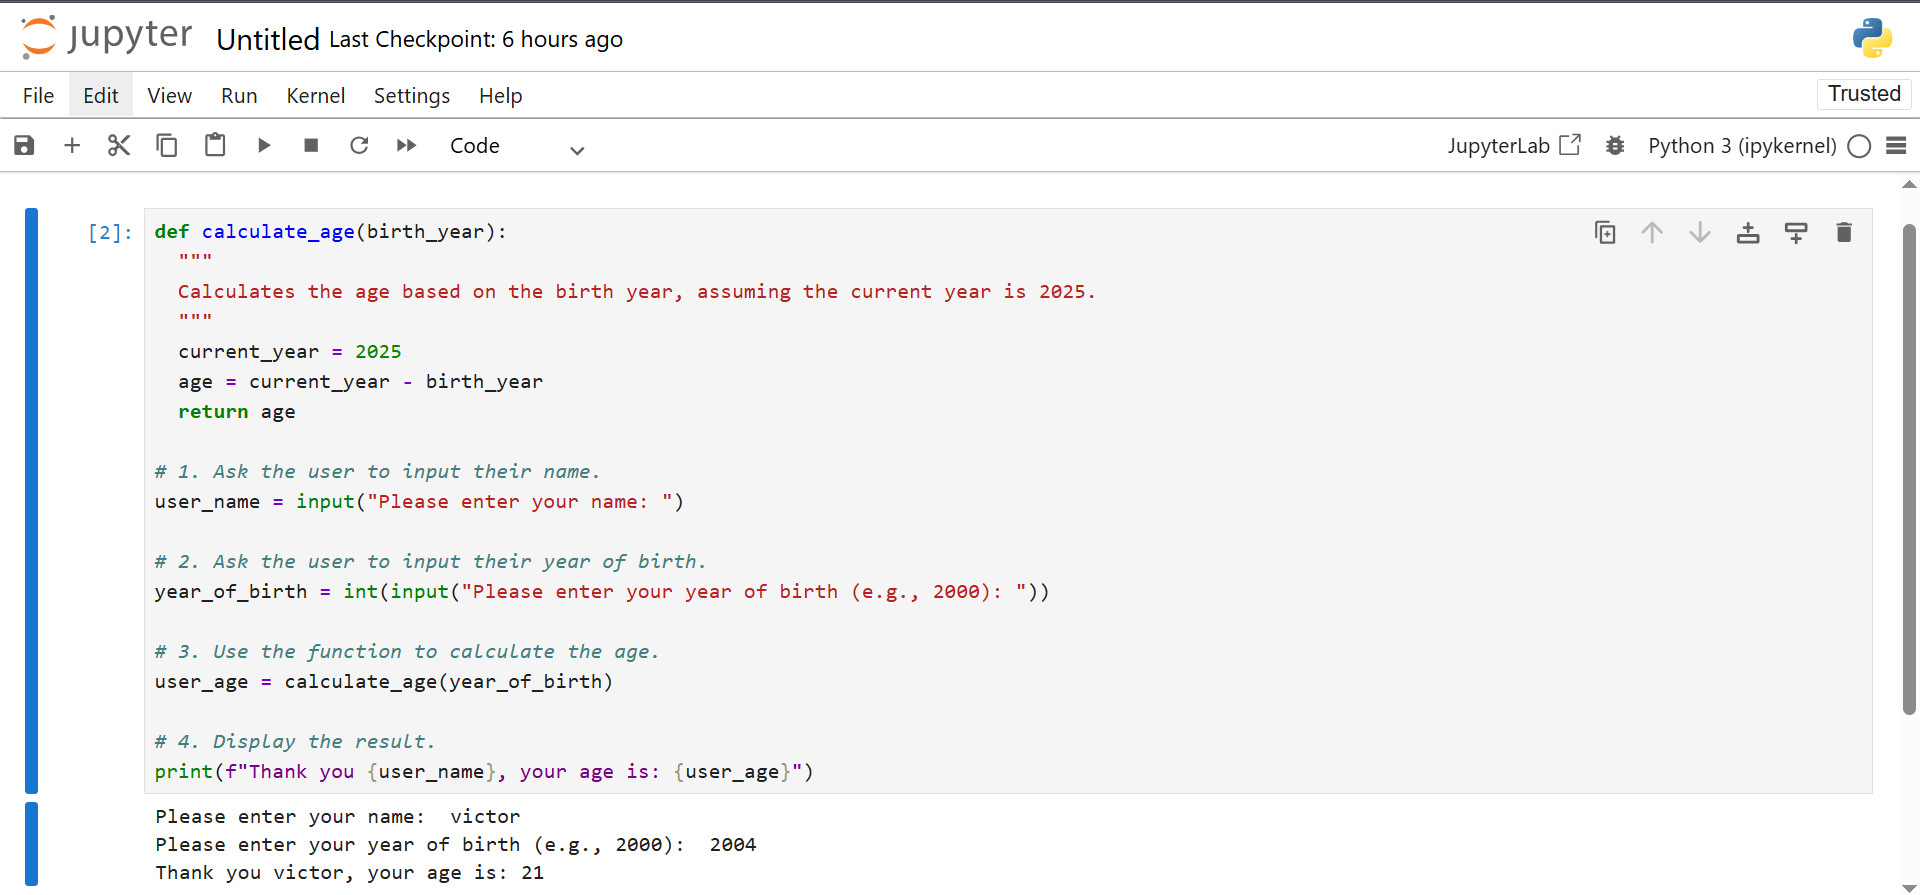 jupyter Untitled Last Checkpoint: 6 hours ago
File Edit View Run Kernel Settings Help Trusted
Code JupyterLab Python 3 (ipykernel)
[2]: def calculate_age(birth_year):
  """
  Calculates the age based on the birth year, assuming the current year is 2025.
  """
  current_year = 2025
  age = current_year - birth_year
  return age
# 1. Ask the user to input their name.
user_name = input("Please enter your name: ")
# 2. Ask the user to input their year of birth.
year_of_birth = int(input("Please enter your year of birth (e.g., 2000): "))
# 3. Use the function to calculate the age.
user_age = calculate_age(year_of_birth)
# 4. Display the result.
print(f"Thank you {user_name}, your age is: {user_age}")
Please enter your name:  victor
Please enter your year of birth (e.g., 2000):  2004
Thank you victor, your age is: 21